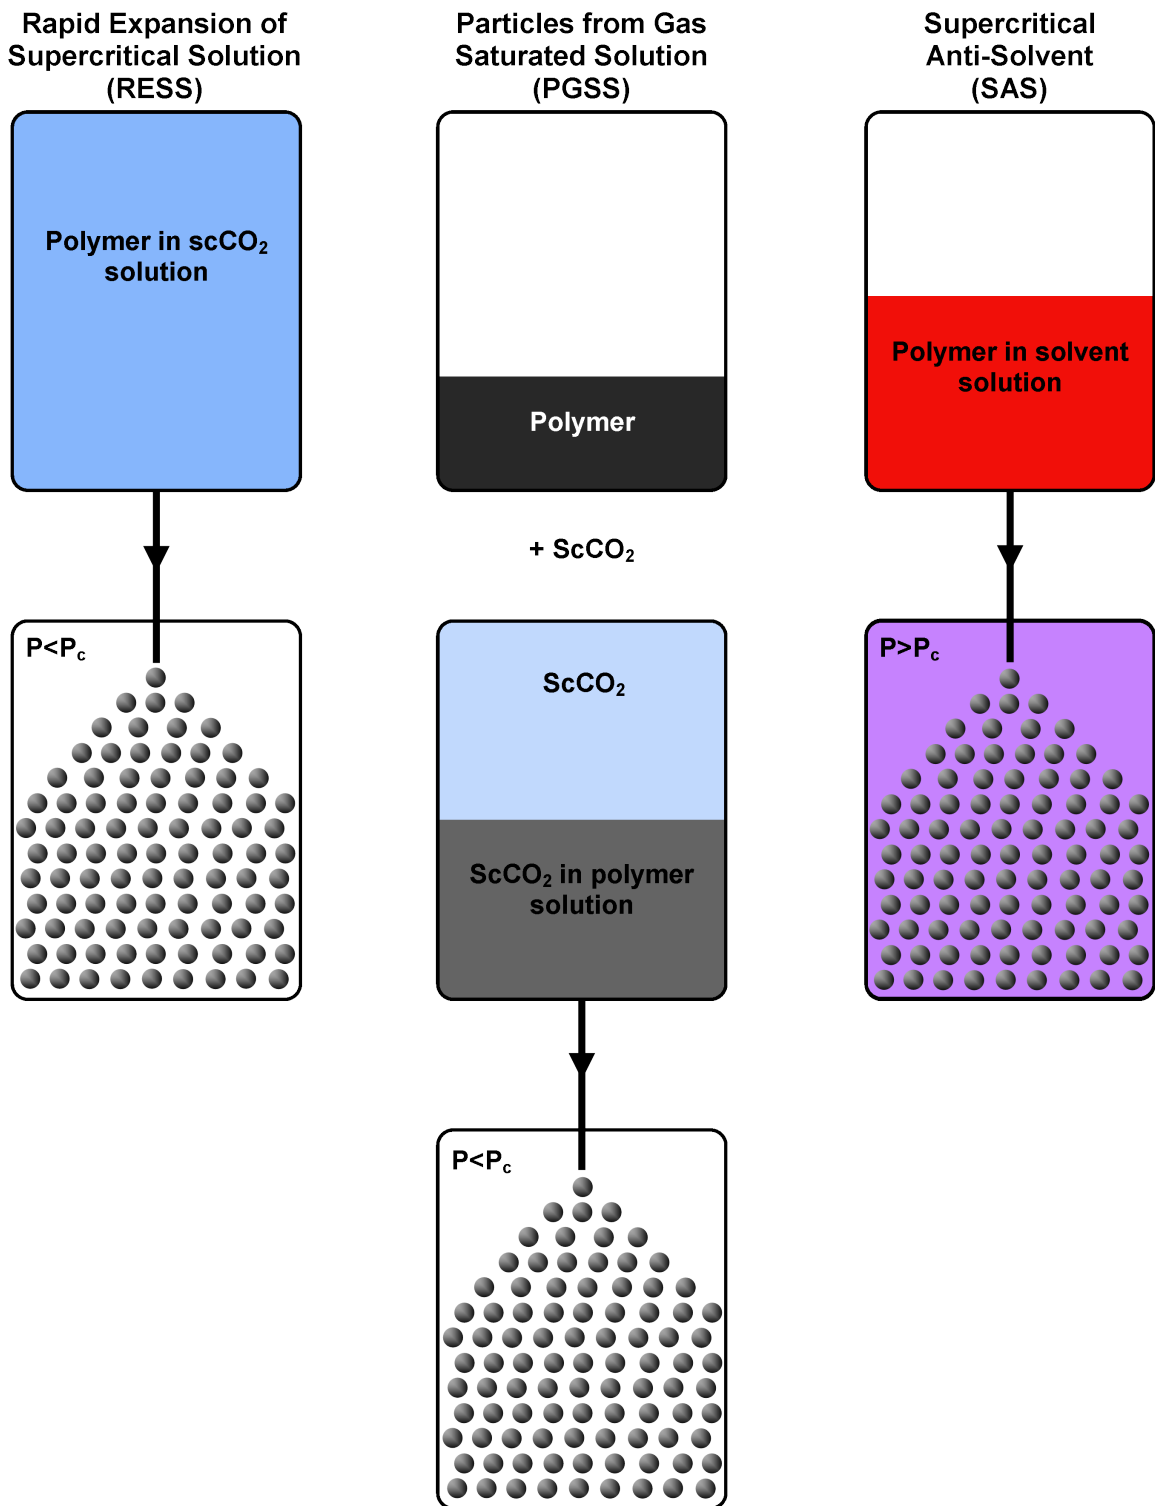 Rapid Expansion of
Supercritical Solution
(RESS)
Particles from Gas
Saturated Solution
(PGSS)
Supercritical
Anti-Solvent
(SAS)
Polymer in scCO₂
solution
Polymer
Polymer in solvent
solution
+ ScCO₂
P<Pc
ScCO₂
ScCO₂ in polymer
solution
P>Pc
P<Pc